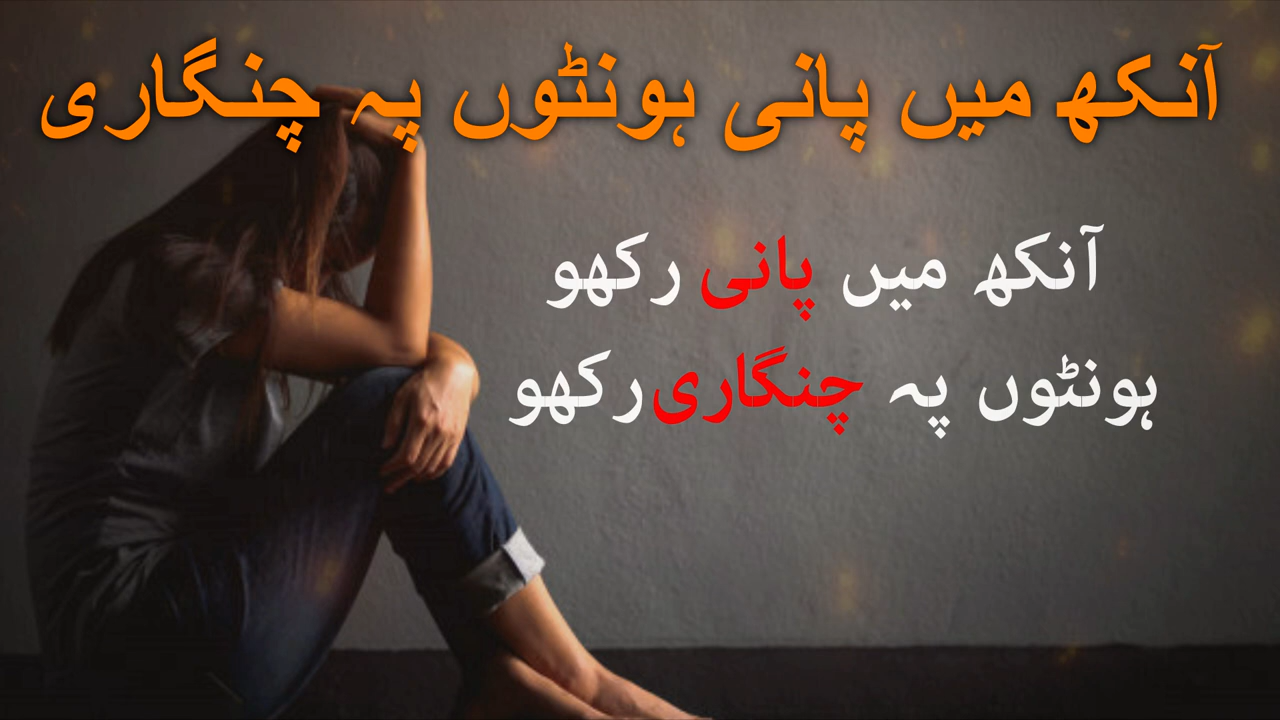 آنکھ میں پانی ہونٹوں پہ چنگاری
آنکھ میں پانی رکھو
ہونٹوں پہ چنگاری رکھو